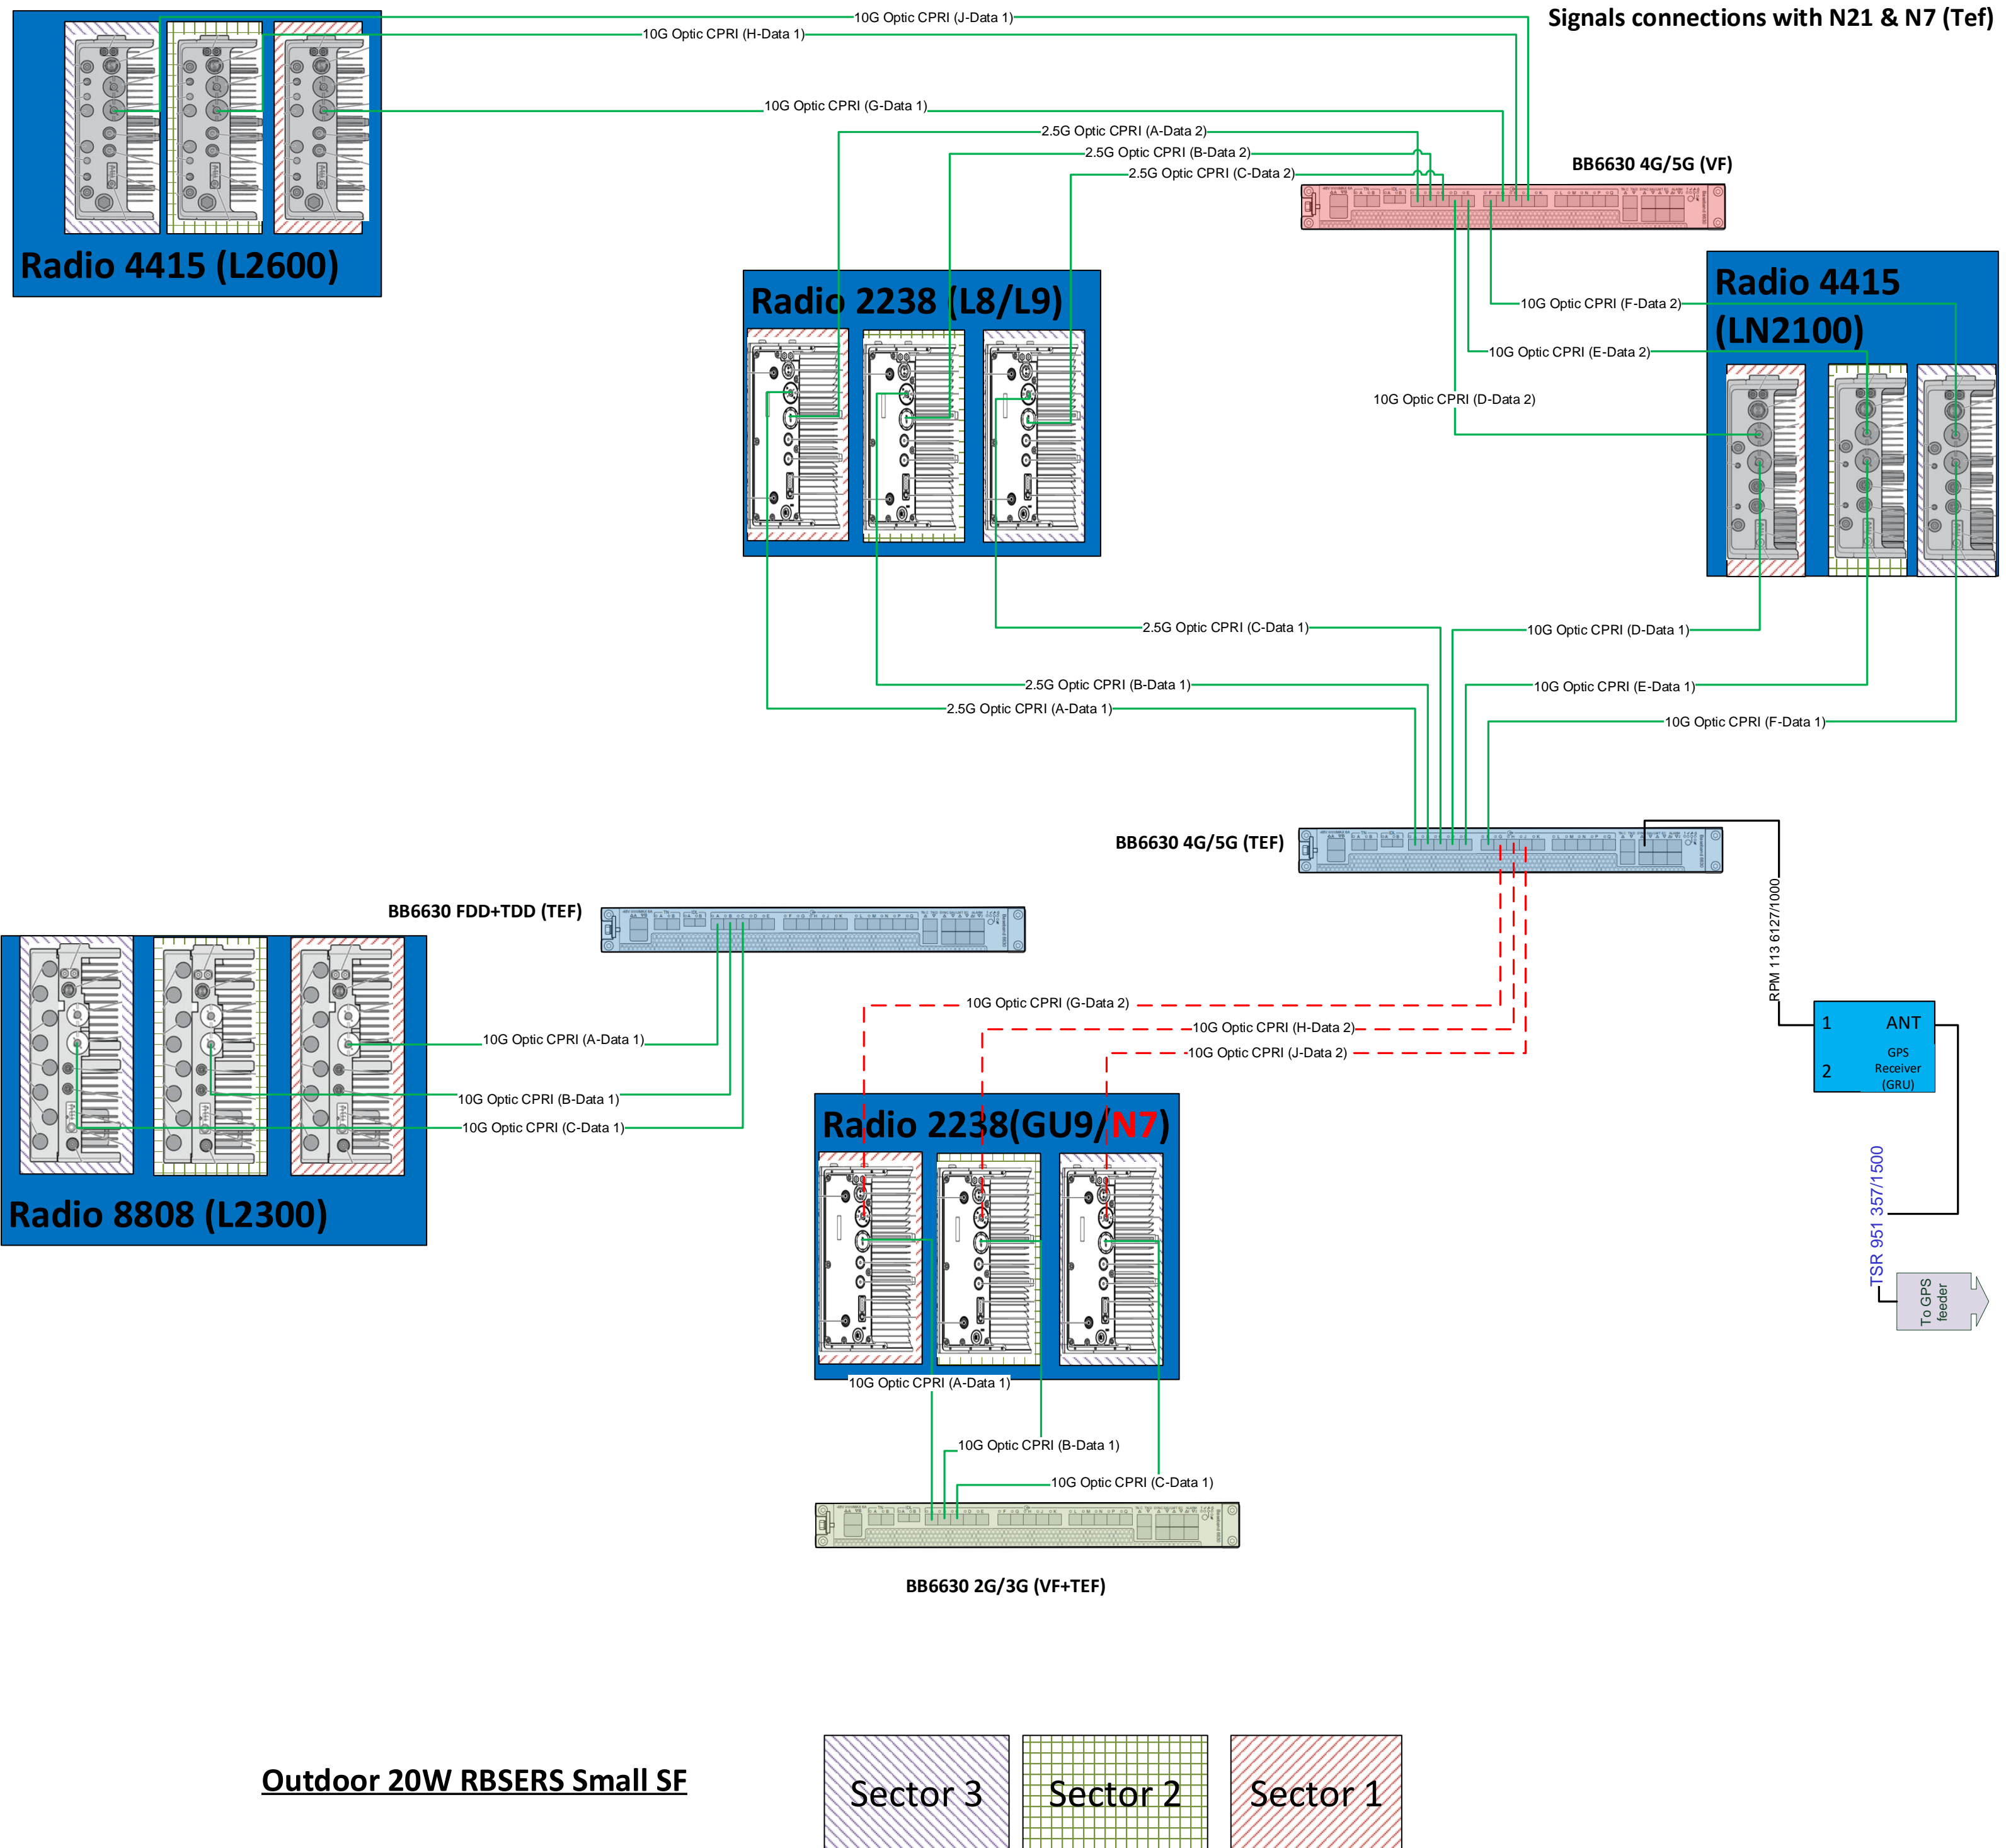 Signals connections with N21 & N7 (Tef)
10G Optic CPRI (J-Data 1)
10G Optic CPRI (H-Data 1)
10G Optic CPRI (G-Data 1)
2.5G Optic CPRI (A-Data 2)
2.5G Optic CPRI (B-Data 2)
2.5G Optic CPRI (C-Data 2)
BB6630 4G/5G (VF)
Radio 4415 (L2600)
Radio 2238 (L8/L9)
Radio 4415
(LN2100)
10G Optic CPRI (F-Data 2)
10G Optic CPRI (E-Data 2)
10G Optic CPRI (D-Data 2)
2.5G Optic CPRI (C-Data 1)
10G Optic CPRI (D-Data 1)
2.5G Optic CPRI (B-Data 1)
10G Optic CPRI (E-Data 1)
2.5G Optic CPRI (A-Data 1)
10G Optic CPRI (F-Data 1)
BB6630 4G/5G (TEF)
BB6630 FDD+TDD (TEF)
RPM 113 6127/1000
10G Optic CPRI (G-Data 2)
10G Optic CPRI (H-Data 2)
10G Optic CPRI (J-Data 2)
10G Optic CPRI (A-Data 1)
10G Optic CPRI (B-Data 1)
10G Optic CPRI (C-Data 1)
1
ANT
2
GPS
Receiver
(GRU)
Radio 2238(GU9/N7)
Radio 8808 (L2300)
TSR 951 357/1500
To GPS
feeder
10G Optic CPRI (A-Data 1)
10G Optic CPRI (B-Data 1)
10G Optic CPRI (C-Data 1)
BB6630 2G/3G (VF+TEF)
Outdoor 20W RBSERS Small SF
Sector 3
Sector 2
Sector 1